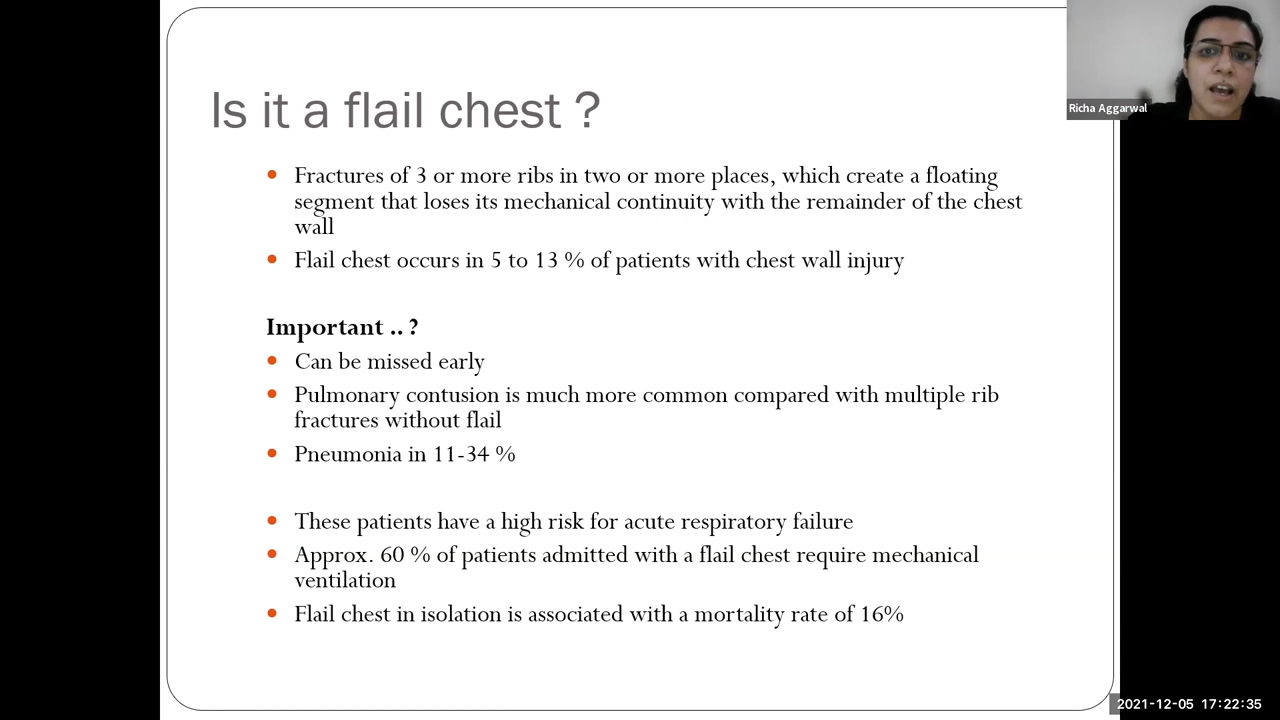 Is it a flail chest ?
Richa Aggarwal
• Fractures of 3 or more ribs in two or more places, which create a floating
segment that loses its mechanical continuity with the remainder of the chest
wall
• Flail chest occurs in 5 to 13 % of patients with chest wall injury
Important .. ?
• Can be missed early
• Pulmonary contusion is much more common compared with multiple rib
fractures without flail
• Pneumonia in 11-34 %
• These patients have a high risk for acute respiratory failure
• Approx. 60 % of patients admitted with a flail chest require mechanical
ventilation
• Flail chest in isolation is associated with a mortality rate of 16%
2021-12-05 17:22:35